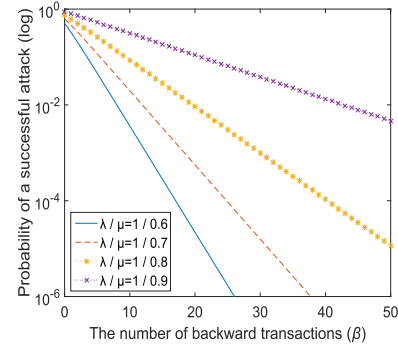 Probability of a successful attack (log)
10^0
10^-2
10^-4
10^-6
λ / μ=1 / 0.6
λ / μ=1 / 0.7
λ / μ=1 / 0.8
λ / μ=1 / 0.9
0 10 20 30 40 50
The number of backward transactions (β)